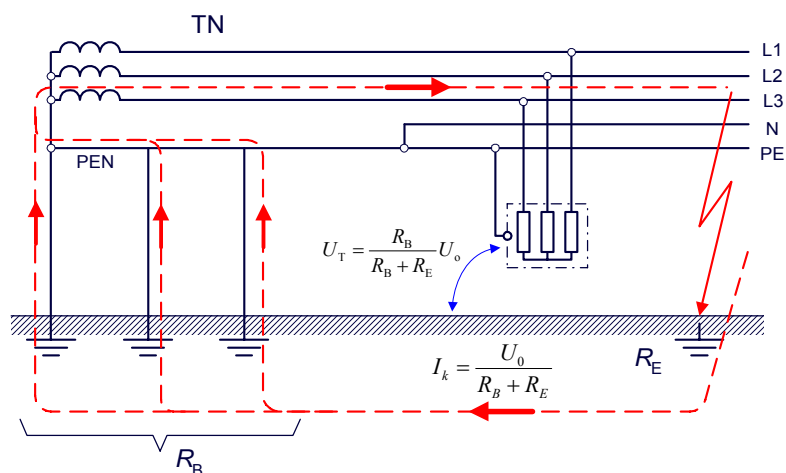 TN
L1
L2
L3
N
PE
PEN
U_T = R_B / (R_B + R_E) U_o
R_E
I_k = U_0 / (R_B + R_E)
R_B